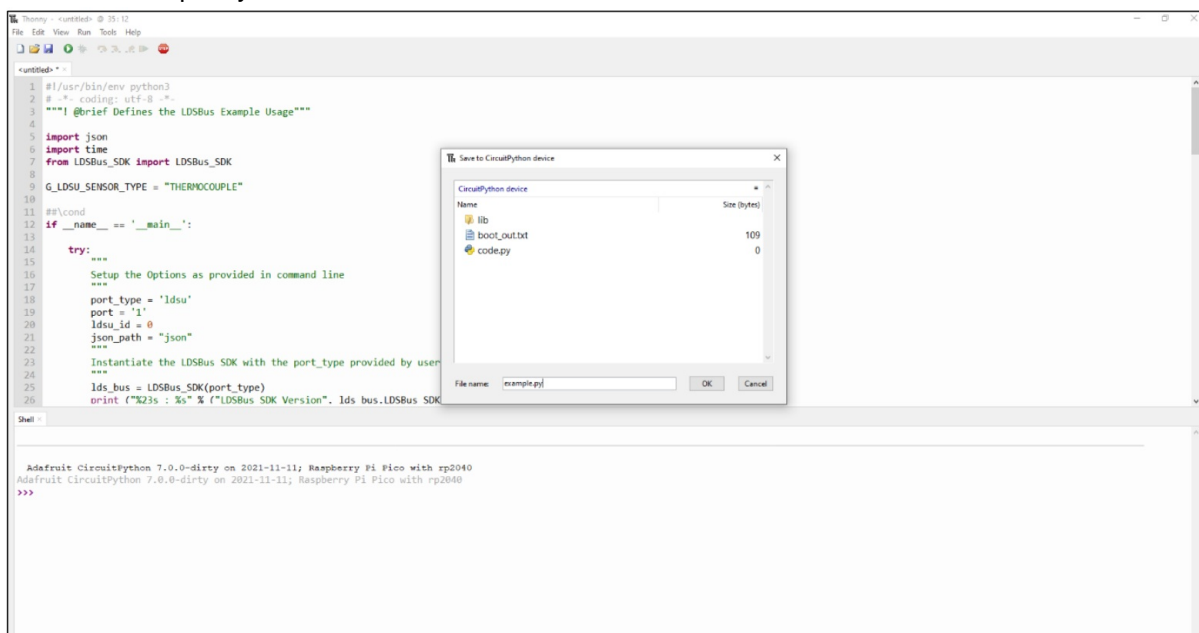 Thonny - <untitled> @ 35:12
File Edit View Run Tools Help
<untitled> * ×
1 #!/usr/bin/env python3
2 # -*- coding: utf-8 -*-
3 """! @brief Defines the LDSBus Example Usage"""
4
5 import json
6 import time
7 from LDSBus_SDK import LDSBus_SDK
8
9 G_LDSU_SENSOR_TYPE = "THERMOCOUPLE"
10
11 ##\cond
12 if __name__ == '__main__':
13
14 try:
15 """
16 Setup the Options as provided in command line
17 """
18 port_type = 'ldsu'
19 port = '1'
20 ldsu_id = 0
21 json_path = "json"
22 """
23 Instantiate the LDSBus SDK with the port_type provided by user
24 """
25 lds_bus = LDSBus_SDK(port_type)
26 print ("%23s : %s" % ("LDSBus SDK Version", lds_bus.LDSBus_SDK
Save to CircuitPython device
CircuitPython device
Name Size (bytes)
lib
boot_out.txt 109
code.py 0
File name: example.py
OK Cancel
Shell ×
Adafruit CircuitPython 7.0.0-dirty on 2021-11-11; Raspberry Pi Pico with rp2040
Adafruit CircuitPython 7.0.0-dirty on 2021-11-11; Raspberry Pi Pico with rp2040
>>>